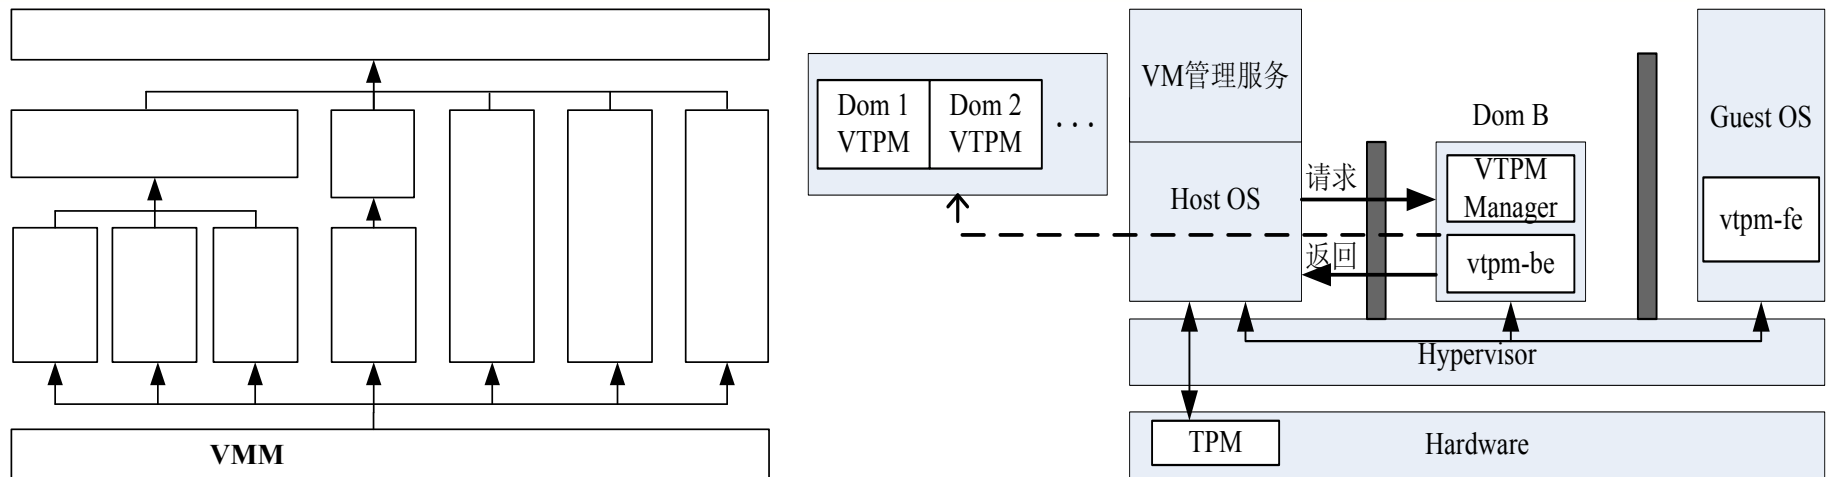 VMM
Dom 1
VTPM
Dom 2
VTPM
. . .
VM管理服务
Host OS
请求
返回
Dom B
VTPM
Manager
vtpm-be
Guest OS
vtpm-fe
Hypervisor
TPM
Hardware